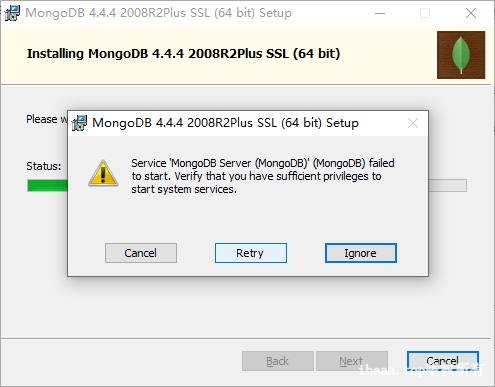 MongoDB 4.4.4 2008R2Plus SSL (64 bit) Setup
Installing MongoDB 4.4.4 2008R2Plus SSL (64 bit)
Please w
MongoDB 4.4.4 2008R2Plus SSL (64 bit) Setup
Status:
Service 'MongoDB Server (MongoDB)' (MongoDB) failed
to start. Verify that you have sufficient privileges to
start system services.
Cancel Retry Ignore
Back Next Cancel